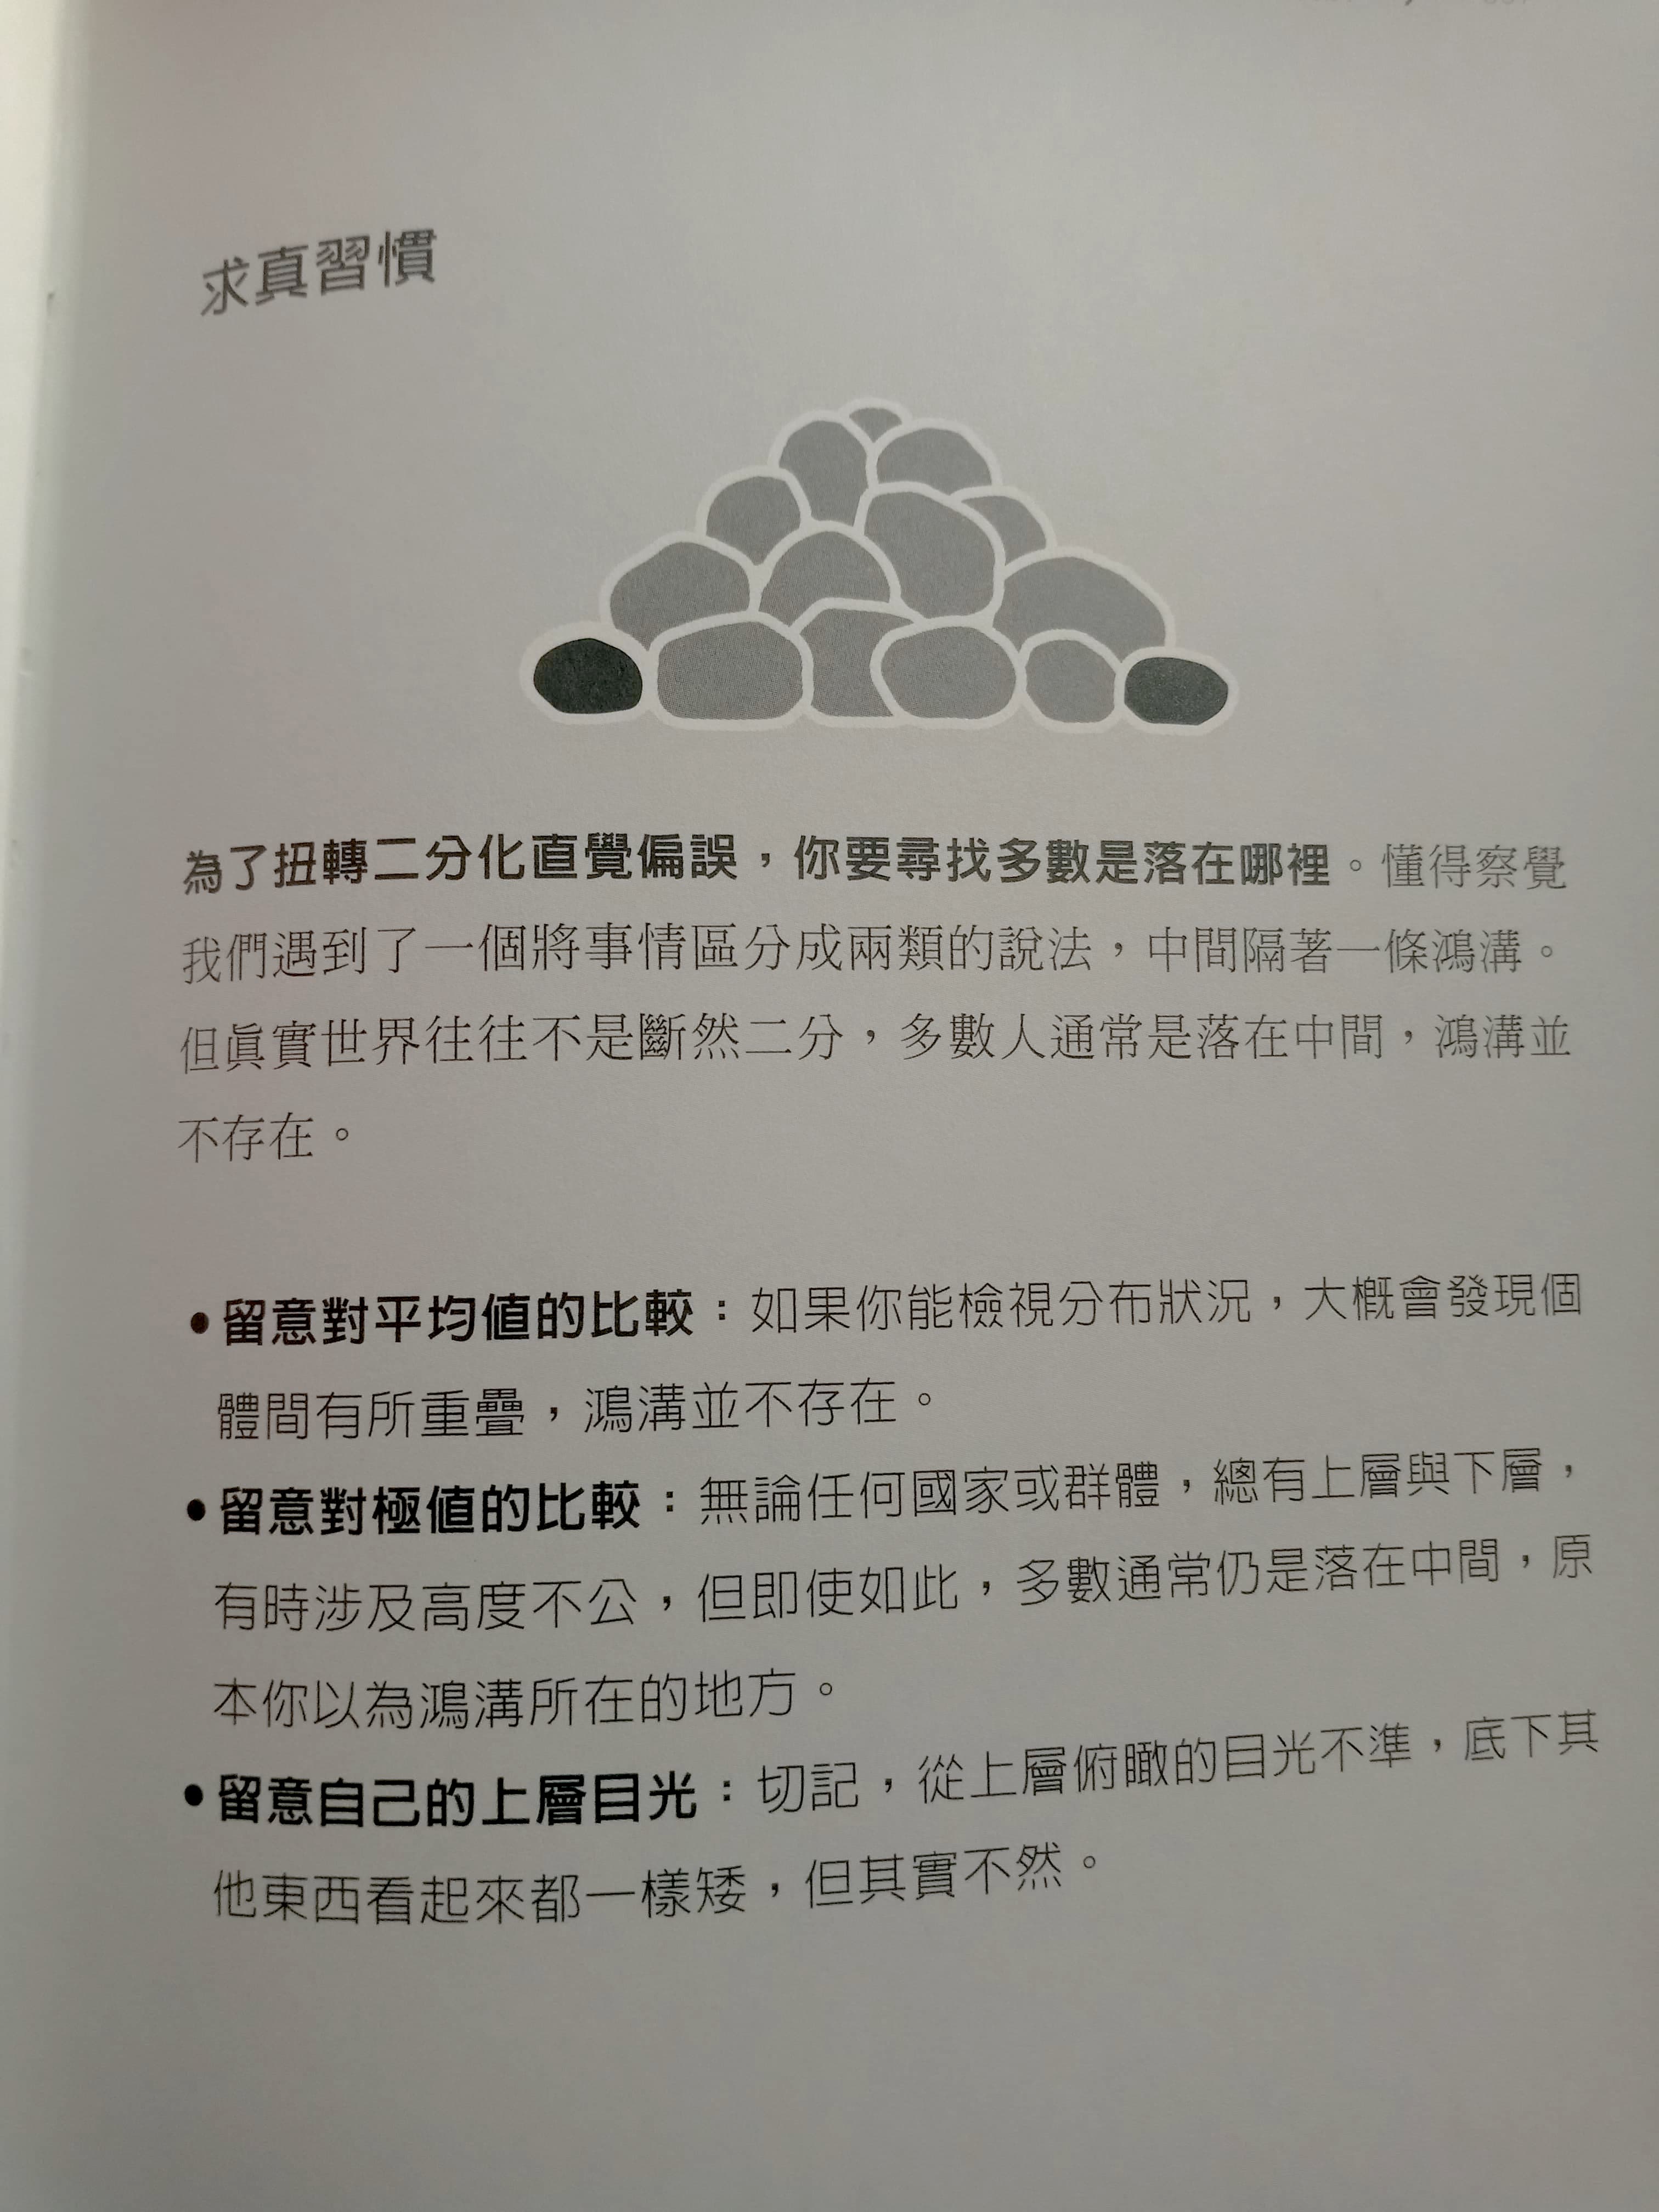 求真習慣
為了扭轉二分化直覺偏誤，你要尋找多數是落在哪裡。懂得察覺
我們遇到了一個將事情區分成兩類的說法，中間隔著一條鴻溝。
但真實世界往往不是斷然二分，多數人通常是落在中間，鴻溝並
不存在。
•留意對平均值的比較：如果你能檢視分布狀況，大概會發現個
體間有所重疊，鴻溝並不存在。
•留意對極值的比較：無論任何國家或群體，總有上層與下層，
有時涉及高度不公，但即使如此，多數通常仍是落在中間，原
本你以為鴻溝所在的地方。
•留意自己的上層目光：切記，從上層俯瞰的目光不準，底下其
他東西看起來都一樣矮，但其實不然。